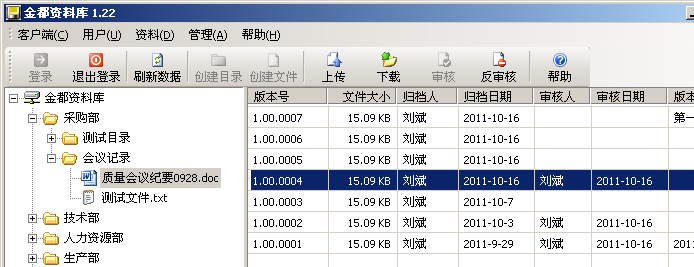 金都资料库 1.22
客户端(C) 用户(U) 资料(D) 管理(A) 帮助(H)
登录 退出登录 刷新数据 创建目录 创建文件 上传 下载 审核 反审核 帮助
金都资料库
采购部
测试目录
会议记录
质量会议纪要0928.doc
测试文件.txt
技术部
人力资源部
生产部
版本号 文件大小 归档人 归档日期 审核人 审核日期 版本
1.00.0007 15.09 KB 刘斌 2011-10-16 第一
1.00.0006 15.09 KB 刘斌 2011-10-16
1.00.0005 15.09 KB 刘斌 2011-10-16
1.00.0004 15.09 KB 刘斌 2011-10-16 刘斌 2011-10-16
1.00.0003 15.09 KB 刘斌 2011-10-7
1.00.0002 15.09 KB 刘斌 2011-10-3 刘斌 2011-10-16
1.00.0001 15.09 KB 刘斌 2011-9-29 刘斌 2011-10-16 2011